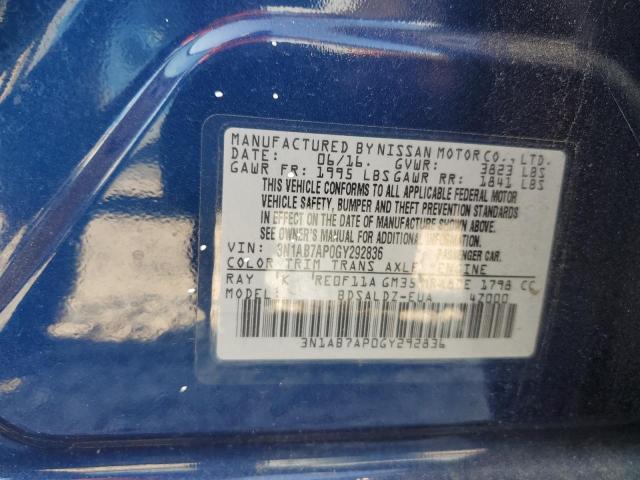 MANUFACTURED BY NISSAN MOTOR CO., LTD.
DATE: 06/16. GVWR: 3823 LBS
GAWR FR: 1995 LBS GAWR RR: 1841 LBS
THIS VEHICLE CONFORMS TO ALL APPLICABLE FEDERAL MOTOR
VEHICLE SAFETY, BUMPER AND THEFT PREVENTION STANDARDS
IN EFFECT ON THE DATE OF MANUFACTURE SHOWN ABOVE.
SEE OWNER'S MANUAL FOR ADDITIONAL INFORMATION.
VIN: 3N1AB7AP0GY292836 PASSENGER CAR.
COLOR TRIM TRANS AXLE ENGINE
RAY K RE0F11A GM35 1798 CC
MODEL: BDSALDZ-EUA 47000
3N1AB7AP0GY292836